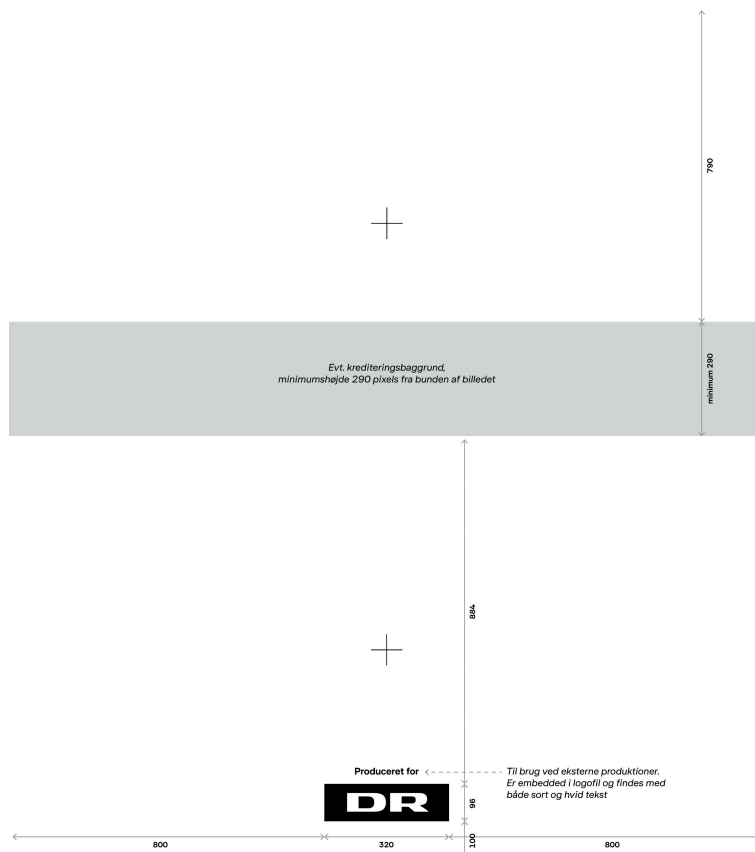 790
Evt. krediteringsbaggrund,
minimumshøjde 290 pixels fra bunden af billedet
minimum 290
884
Produceret for
Til brug ved eksterne produktioner.
Er embedded i logofil og findes med
både sort og hvid tekst
DR
96
800
320
100
800